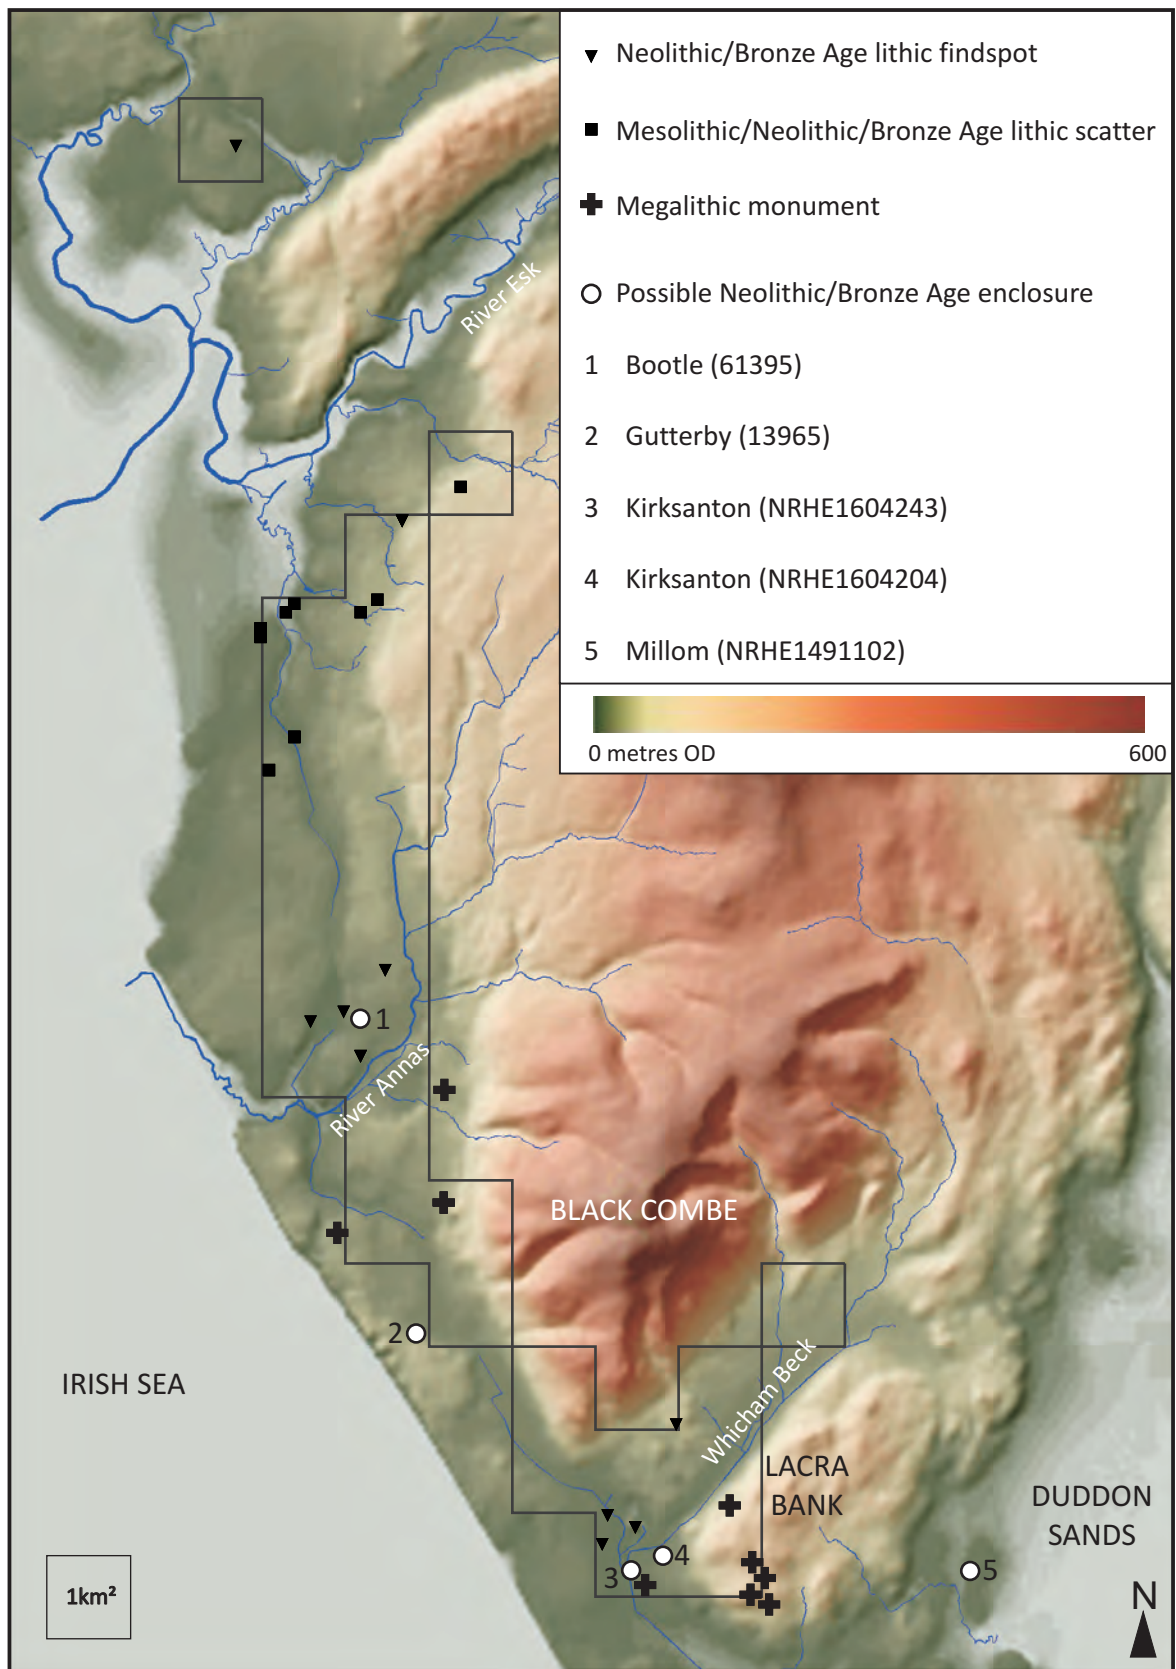 Neolithic/Bronze Age lithic findspot
Mesolithic/Neolithic/Bronze Age lithic scatter
Megalithic monument
Possible Neolithic/Bronze Age enclosure
1 Bootle (61395)
2 Gutterby (13965)
3 Kirksanton (NRHE1604243)
4 Kirksanton (NRHE1604204)
5 Millom (NRHE1491102)
0 metres OD
600
River Esk
1
River Annas
BLACK COMBE
2
IRISH SEA
Whicham Beck
LACRA
BANK
DUDDON
SANDS
4
3
5
1km²
N